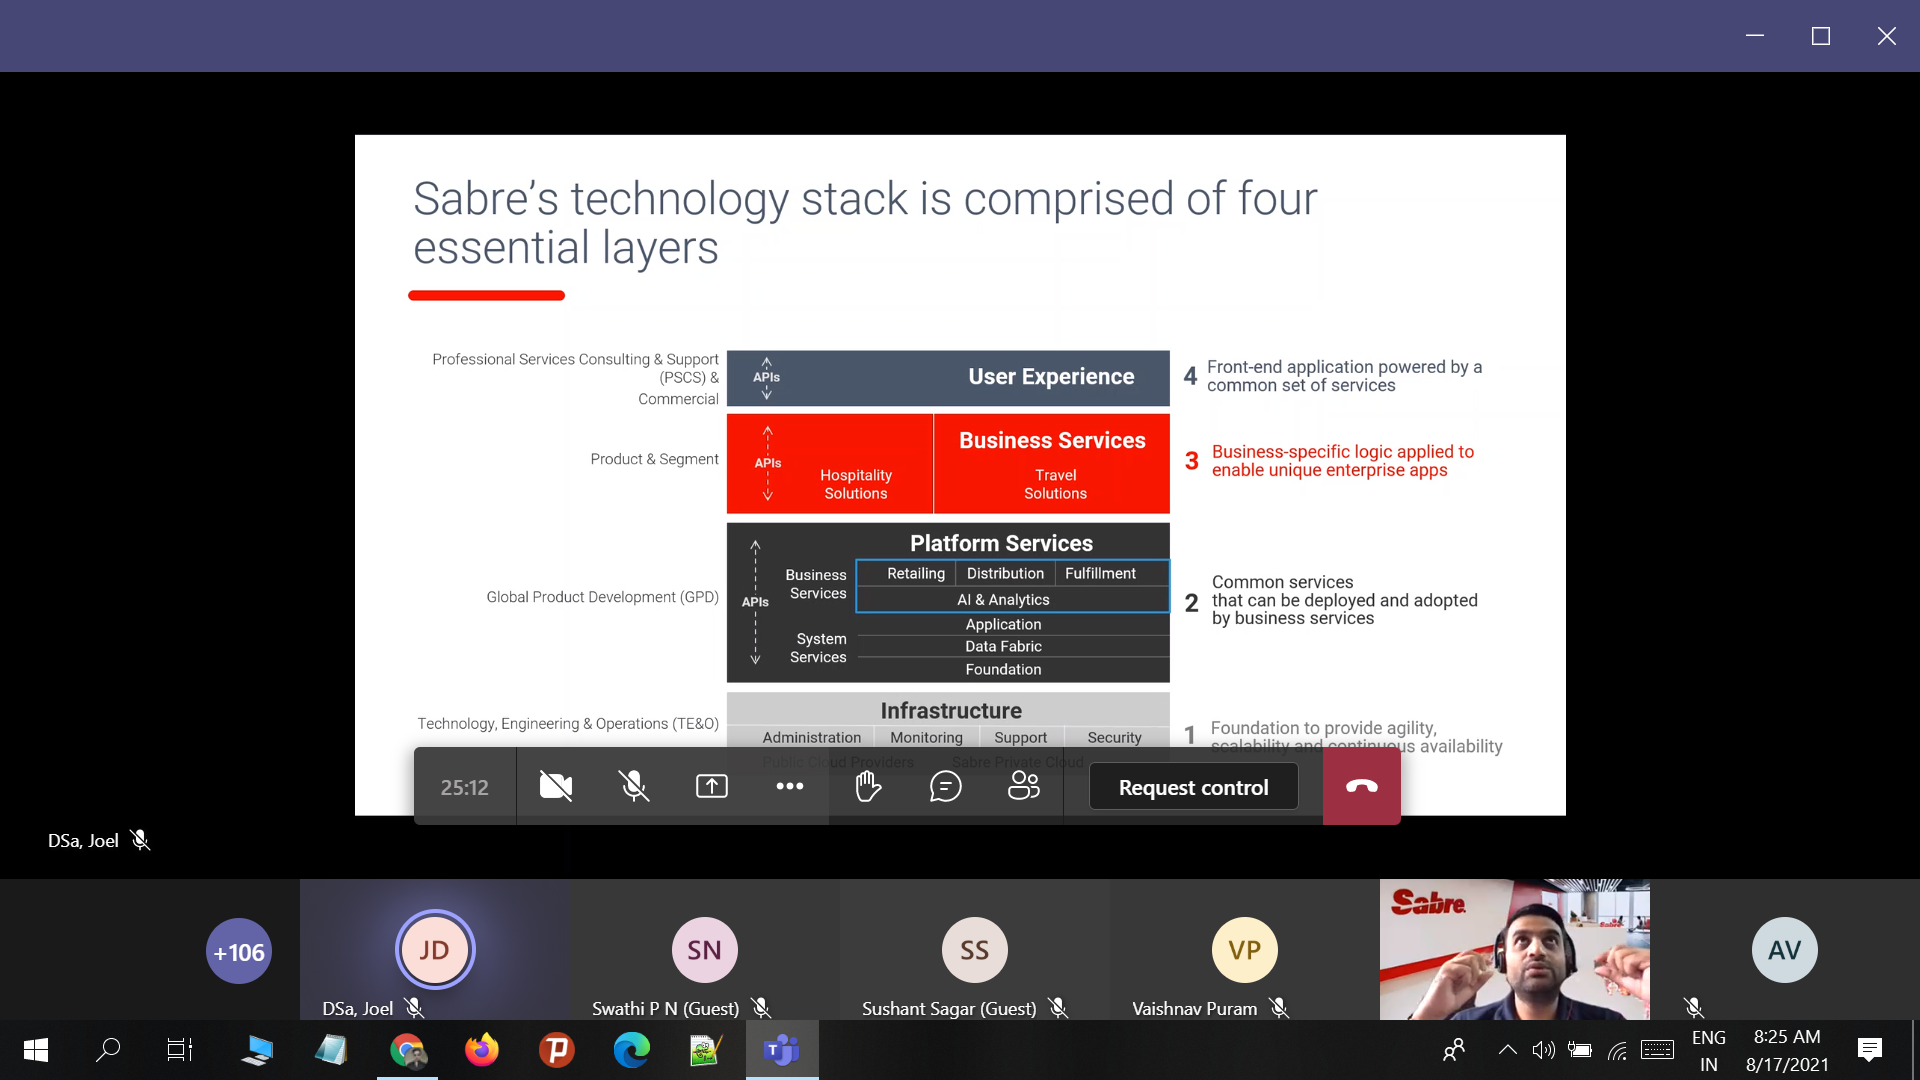 Sabre’s technology stack is comprised of four
essential layers
Professional Services Consulting & Support
(PSCS) &
Commercial
APIs
User Experience
4
Front-end application powered by a
common set of services
Product & Segment
APIs
Business Services
Hospitality
Solutions
Travel
Solutions
3
Business-specific logic applied to
enable unique enterprise apps
Global Product Development (GPD)
APIs
Platform Services
Business
Services
Retailing
Distribution
Fulfillment
AI & Analytics
System
Services
Application
Data Fabric
Foundation
2
Common services
that can be deployed and adopted
by business services
Technology, Engineering & Operations (TE&O)
Infrastructure
Administration
Monitoring
Support
Security
Public Cloud Providers
Sabre Private Cloud
1
Foundation to provide agility,
scalability and continuous availability
25:12
Request control
DSa, Joel
+106
JD
DSa, Joel
SN
Swathi P N (Guest)
SS
Sushant Sagar (Guest)
VP
Vaishnav Puram
Sabre.
AV
ENG
IN
8:25 AM
8/17/2021